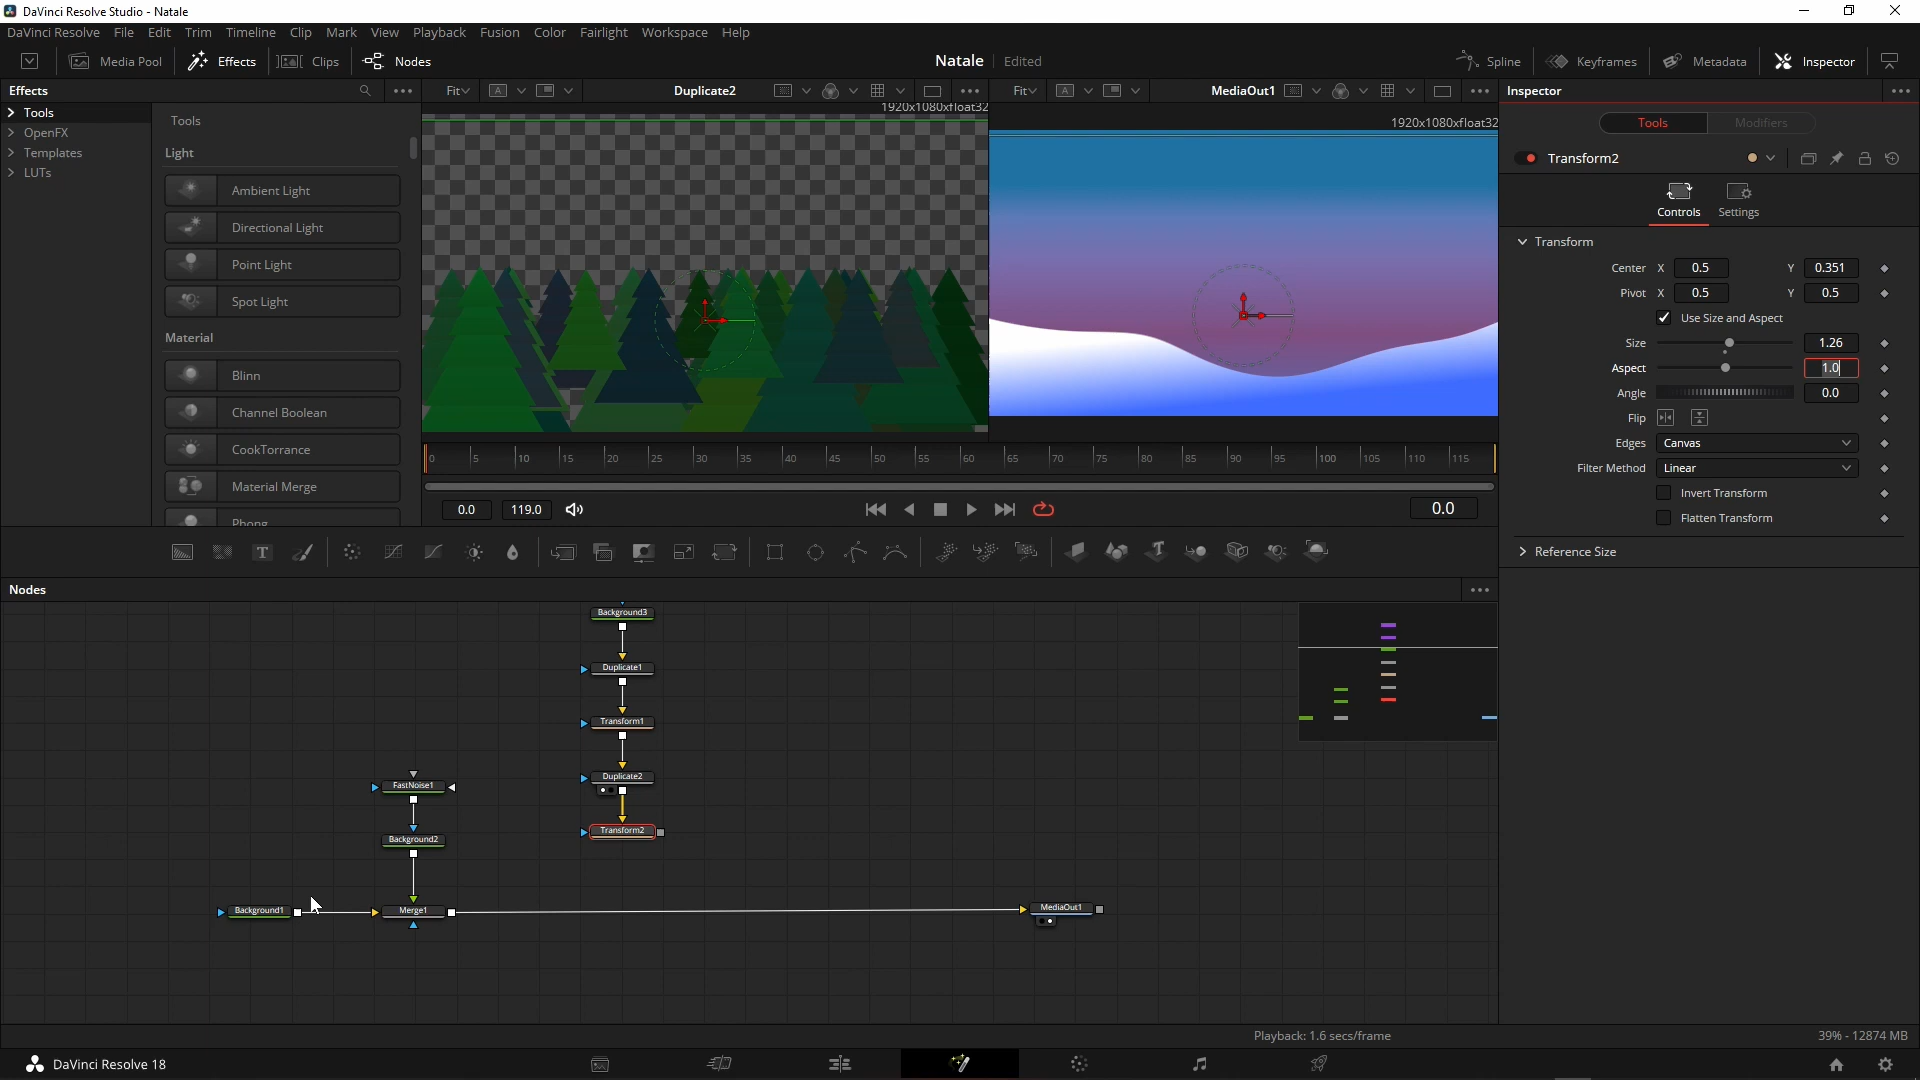 DaVinci Resolve Studio - Natale
DaVinci Resolve File Edit Trim Timeline Clip Mark View Playback Fusion Color Fairlight Workspace Help
Media Pool Effects Clips Nodes Natale Edited Spline Keyframes Metadata Inspector
Effects Fit Duplicate2 Fit MediaOut1 Inspector
1920x1080xfloat32
1920x1080xfloat32
Tools
OpenFX
Templates
LUTs
Tools
Light
Ambient Light
Directional Light
Point Light
Spot Light
Material
Blinn
Channel Boolean
CookTorrance
Material Merge
Phong
Tools Modifiers
Transform2
Controls Settings
Transform
Center X 0.5 Y 0.351
Pivot X 0.5 Y 0.5
Use Size and Aspect
Size 1.26
Aspect 1.0
Angle 0.0
Flip
Edges Canvas
Filter Method Linear
Invert Transform
Flatten Transform
Reference Size
0 5 10 15 20 25 30 35 40 45 50 55 60 65 70 75 80 85 90 95 100 105 110 115
0.0 119.0 0.0
Nodes
Background3
Duplicate1
Transform1
Duplicate2
FastNoise1
Transform2
Background2
Background1 Merge1 MediaOut1
Playback: 1.6 secs/frame 39% - 12874 MB
DaVinci Resolve 18